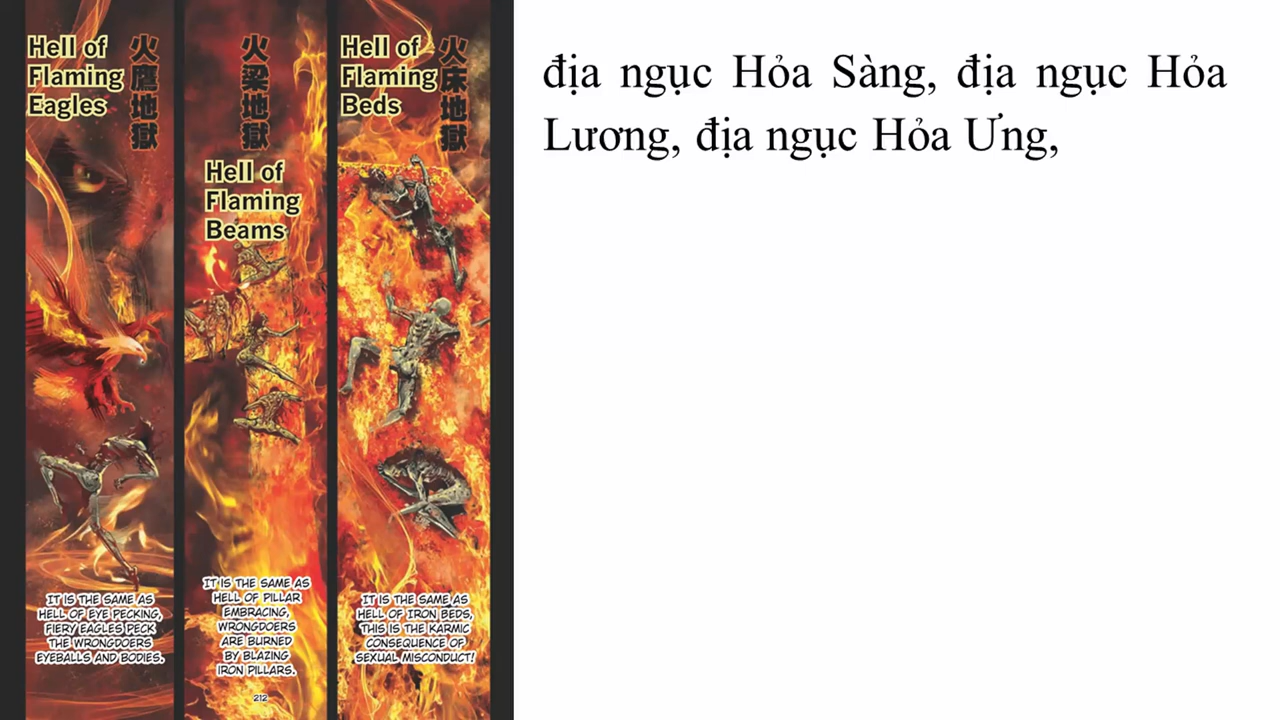 Hell of
Flaming
Eagles
火鷹地獄
火梁地獄
Hell of
Flaming
Beams
Hell of
Flaming
Beds
火床地獄
IT IS THE SAME AS
HELL OF EYE PECKING,
FIERY EAGLES PECK
THE WRONGDOERS
EYEBALLS AND BODIES.
IT IS THE SAME AS
HELL OF PILLAR
EMBRACING,
WRONGDOERS
ARE BURNED
BY BLAZING
IRON PILLARS.
212
IT IS THE SAME AS
HELL OF IRON BEDS,
THIS IS THE KARMIC
CONSEQUENCE OF
SEXUAL MISCONDUCT!
địa ngục Hỏa Sàng, địa ngục Hỏa
Lương, địa ngục Hỏa Ưng,